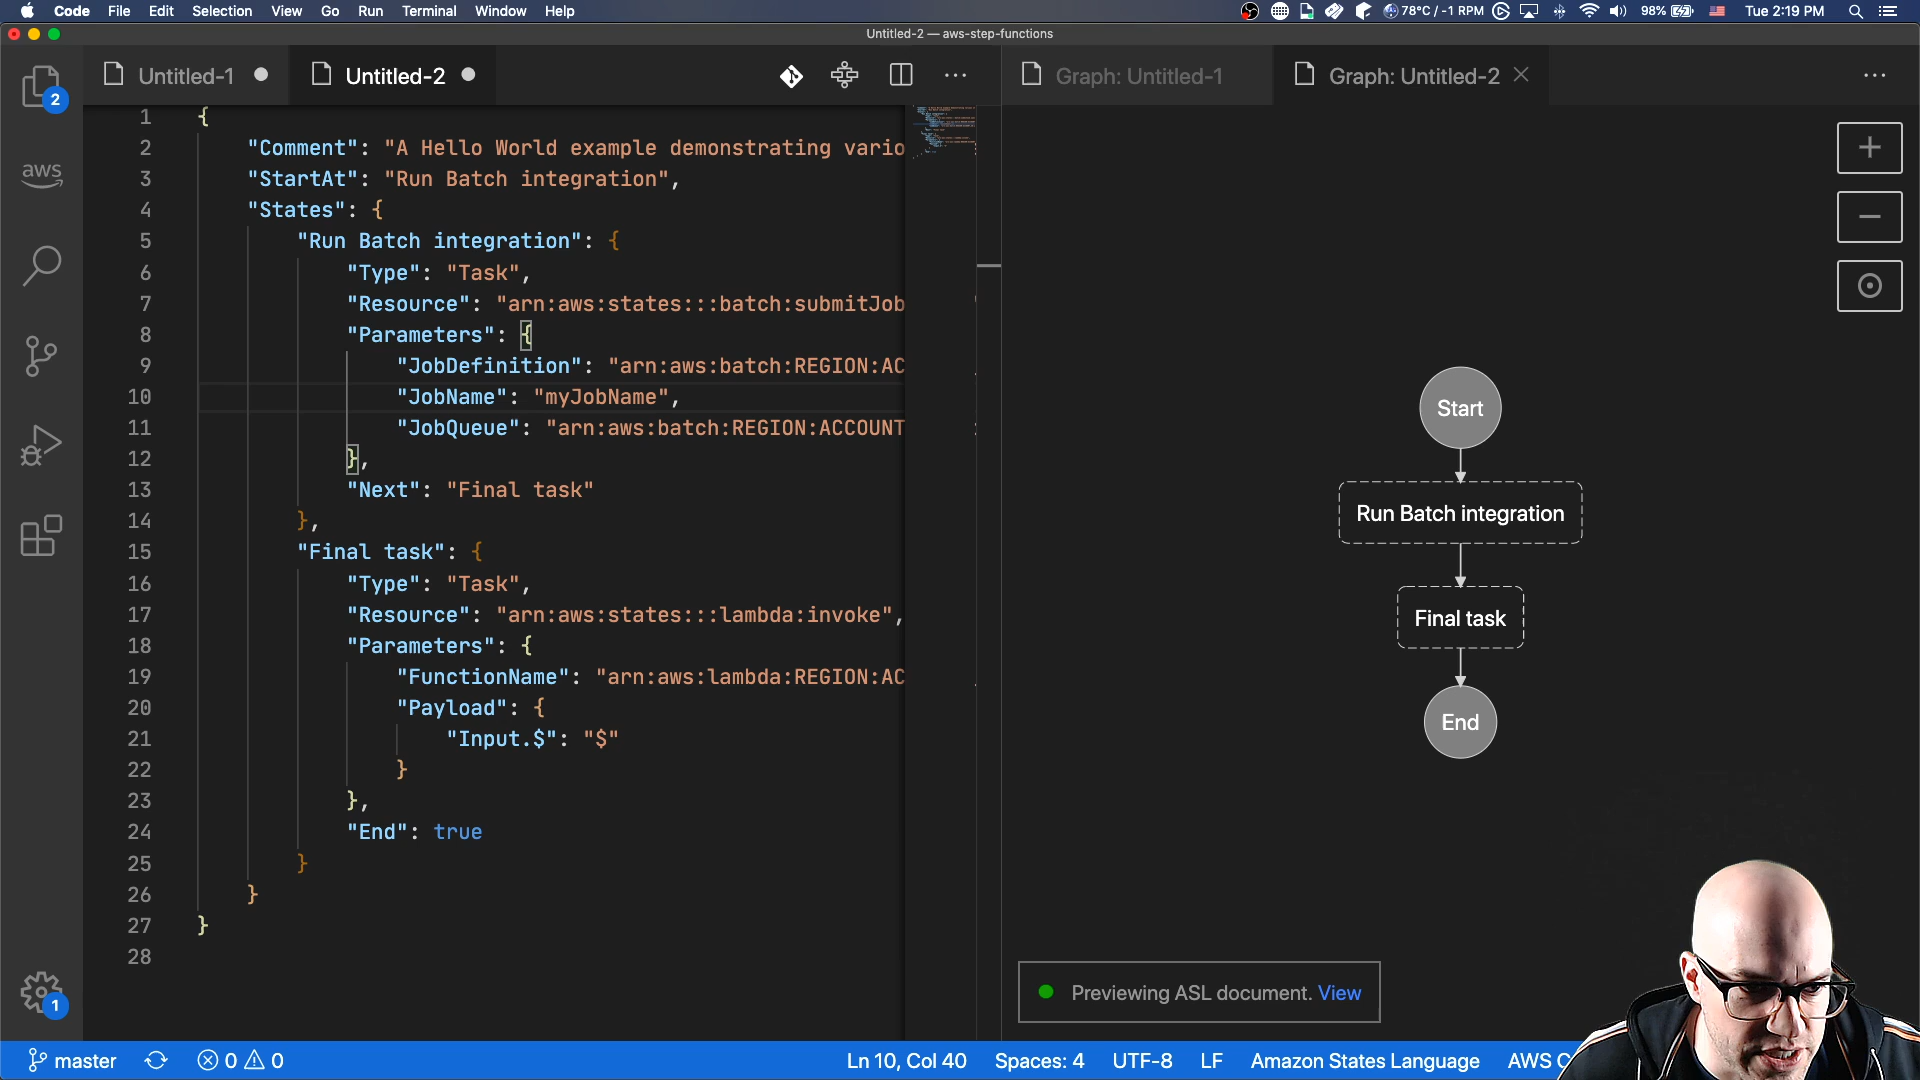 Code File Edit Selection View Go Run Terminal Window Help
78°C / -1 RPM 98% Tue 2:19 PM
Untitled-2 — aws-step-functions
Untitled-1 Untitled-2
Graph: Untitled-1 Graph: Untitled-2
2
aws
1
1 {
2 "Comment": "A Hello World example demonstrating vario
3 "StartAt": "Run Batch integration",
4 "States": {
5 "Run Batch integration": {
6 "Type": "Task",
7 "Resource": "arn:aws:states:::batch:submitJob
8 "Parameters": {
9 "JobDefinition": "arn:aws:batch:REGION:AC
10 "JobName": "myJobName",
11 "JobQueue": "arn:aws:batch:REGION:ACCOUNT
12 },
13 "Next": "Final task"
14 },
15 "Final task": {
16 "Type": "Task",
17 "Resource": "arn:aws:states:::lambda:invoke",
18 "Parameters": {
19 "FunctionName": "arn:aws:lambda:REGION:AC
20 "Payload": {
21 "Input.$": "$"
22 }
23 },
24 "End": true
25 }
26 }
27 }
28
Start
Run Batch integration
Final task
End
Previewing ASL document. View
master 0 0 Ln 10, Col 40 Spaces: 4 UTF-8 LF Amazon States Language AWS C